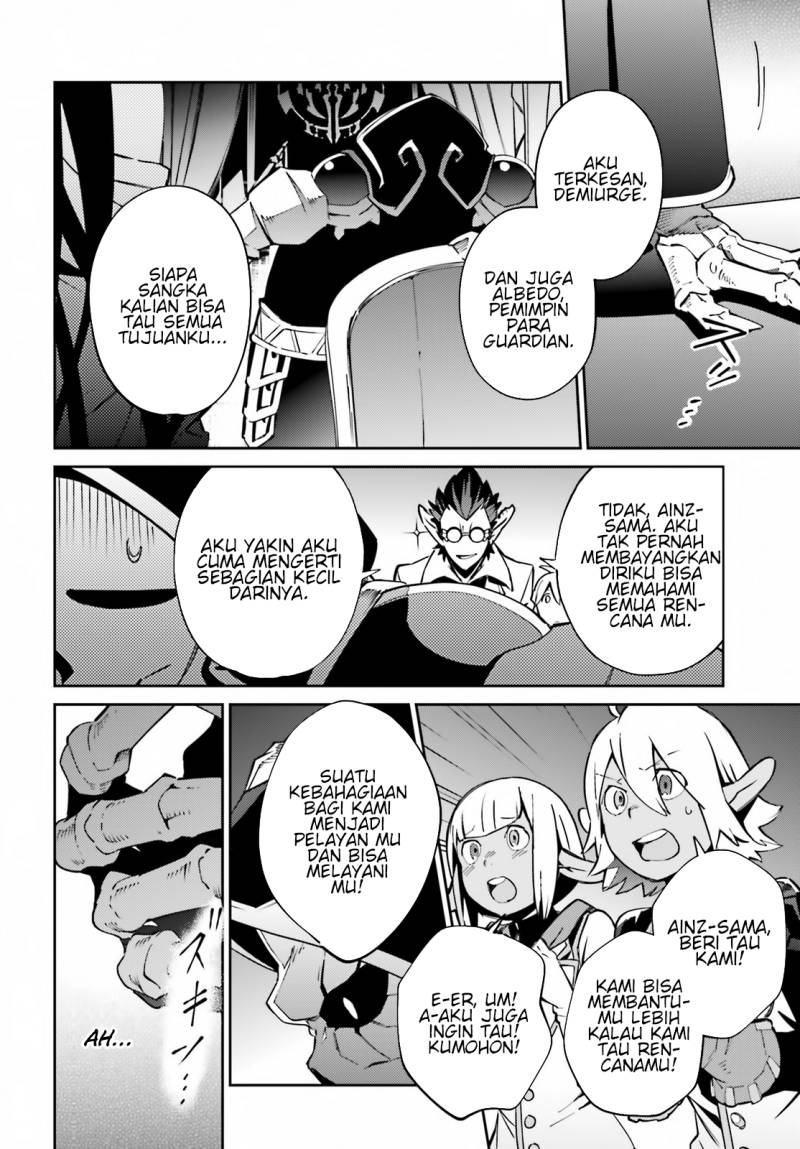 AKU
TERKESAN,
DEMIURGE.
DAN JUGA
ALBEDO,
PEMIMPIN
PARA
GUARDIAN.
SIAPA
SANGKA
KALIAN BISA
TAU SEMUA
TUJUANKU...
TIDAK, AINZ-
SAMA. AKU
TAK PERNAH
MEMBAYANGKAN
DIRIKU BISA
MEMAHAMI
SEMUA REN-
CANA MU.
AKU YAKIN AKU
CUMA MENGERTI
SEBAGIAN KECIL
DARINYA.
AINZ-SAMA,
BERI TAU
KAMI!
KAMI BISA
MEMBANTU-
MU LEBIH
KALAU KAMI
TAU REN-
CANAMU!
E-ER, UM!
A-AKU JUGA
INGIN TAU!
KUMOHON!
SUATU
KEBAHAGIAAN
BAGI KAMI
MENJADI
PELAYAN MU
DAN BISA
MELAYANI
MU!
ズキン…
AH...